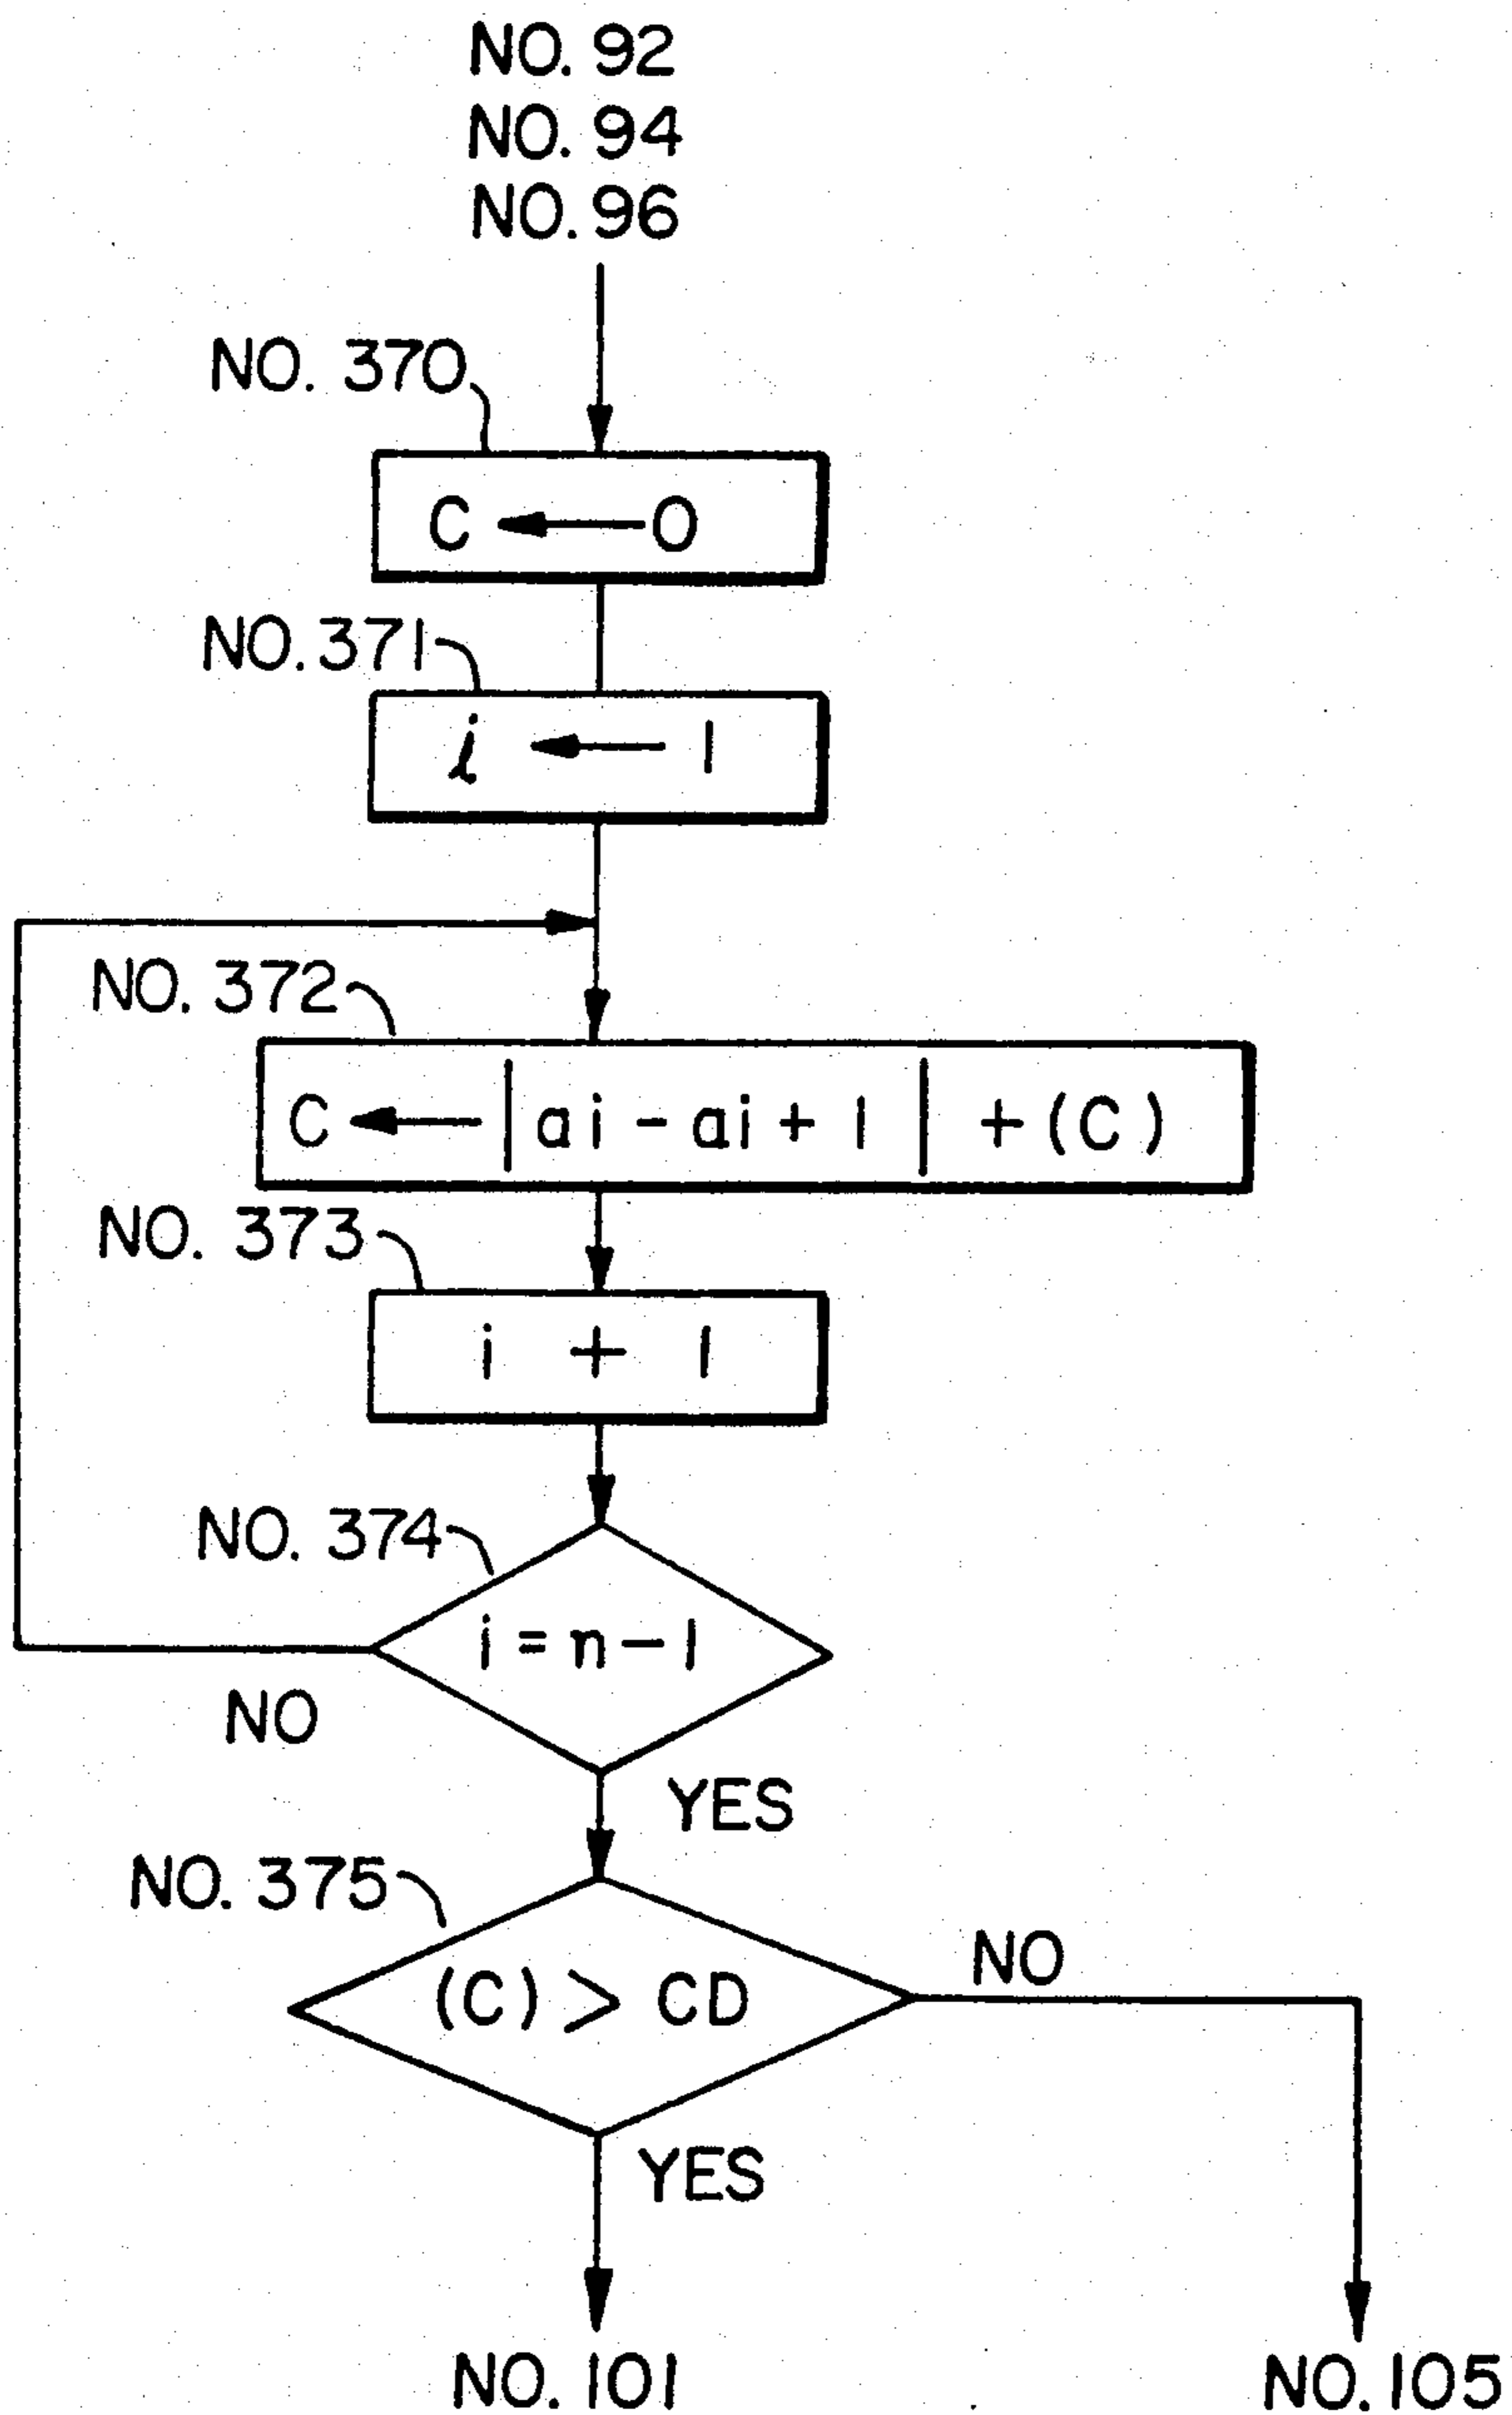 NO. 92
NO. 94
NO. 96
NO. 370
C ← O
NO. 371
i ← 1
NO. 372
C ← | ai - ai + 1 | + (C)
NO. 373
i + 1
NO. 374
i = n - 1
NO
YES
NO. 375
(C) > CD
NO
YES
NO. 101
NO. 105